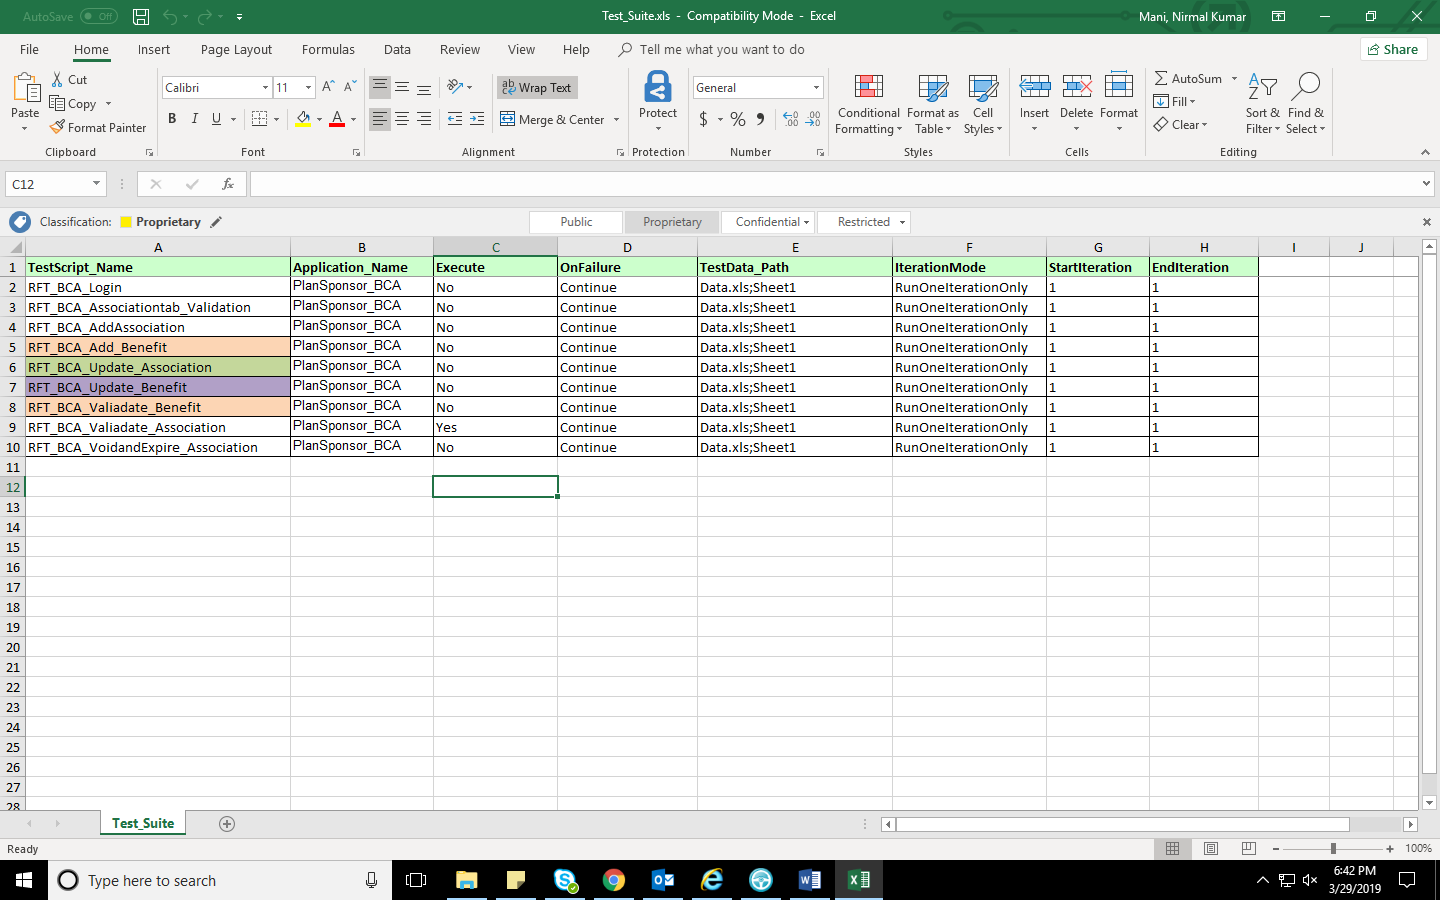 AutoSave Off Test_Suite.xls - Compatibility Mode - Excel Mani, Nirmal Kumar
File Home Insert Page Layout Formulas Data Review View Help Tell me what you want to do Share
Paste Cut Copy Format Painter Clipboard
Calibri 11 B I U A A A Font
ab Wrap Text Merge & Center Alignment
Protect Protection
General $ % , .00 .00 Number
Conditional Formatting Format as Table Cell Styles Styles
Insert Delete Format Cells
AutoSum Fill Clear Sort & Filter Find & Select Editing
C12 fx
Classification: Proprietary Public Proprietary Confidential Restricted
A B C D E F G H I J
1 TestScript_Name Application_Name Execute OnFailure TestData_Path IterationMode StartIteration EndIteration
2 RFT_BCA_Login PlanSponsor_BCA No Continue Data.xls;Sheet1 RunOneIterationOnly 1 1
3 RFT_BCA_Associationtab_Validation PlanSponsor_BCA No Continue Data.xls;Sheet1 RunOneIterationOnly 1 1
4 RFT_BCA_AddAssociation PlanSponsor_BCA No Continue Data.xls;Sheet1 RunOneIterationOnly 1 1
5 RFT_BCA_Add_Benefit PlanSponsor_BCA No Continue Data.xls;Sheet1 RunOneIterationOnly 1 1
6 RFT_BCA_Update_Association PlanSponsor_BCA No Continue Data.xls;Sheet1 RunOneIterationOnly 1 1
7 RFT_BCA_Update_Benefit PlanSponsor_BCA No Continue Data.xls;Sheet1 RunOneIterationOnly 1 1
8 RFT_BCA_Valiadate_Benefit PlanSponsor_BCA No Continue Data.xls;Sheet1 RunOneIterationOnly 1 1
9 RFT_BCA_Valiadate_Association PlanSponsor_BCA Yes Continue Data.xls;Sheet1 RunOneIterationOnly 1 1
10 RFT_BCA_VoidandExpire_Association PlanSponsor_BCA No Continue Data.xls;Sheet1 RunOneIterationOnly 1 1
11
12
13
14
15
16
17
18
19
20
21
22
23
24
25
26
27
28
Test_Suite
Ready 100%
Type here to search 6:42 PM
3/29/2019